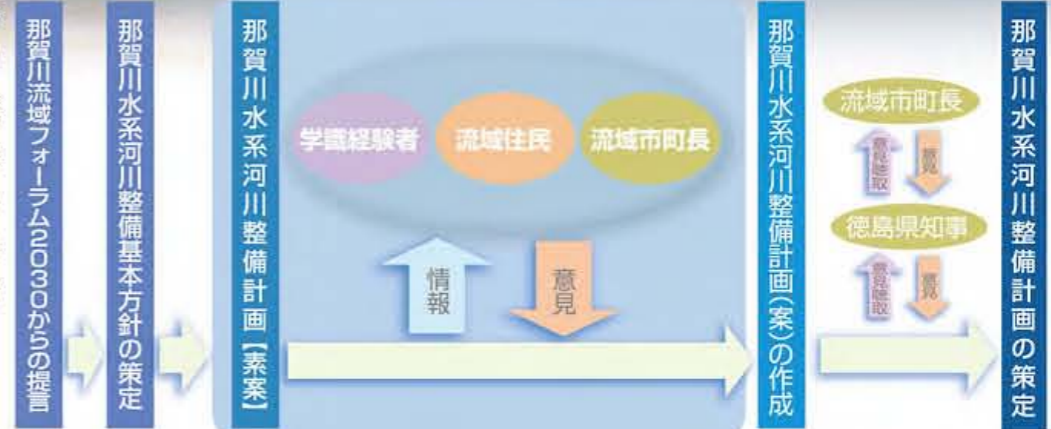 那賀川流域フォーラム2030からの提言
那賀川水系河川整備基本方針の策定
那賀川水系河川整備計画【素案】
学識経験者
流域住民
流域市町長
情報
意見
那賀川水系河川整備計画(案)の作成
流域市町長
意見聴取
意見
徳島県知事
意見聴取
意見
那賀川水系河川整備計画の策定